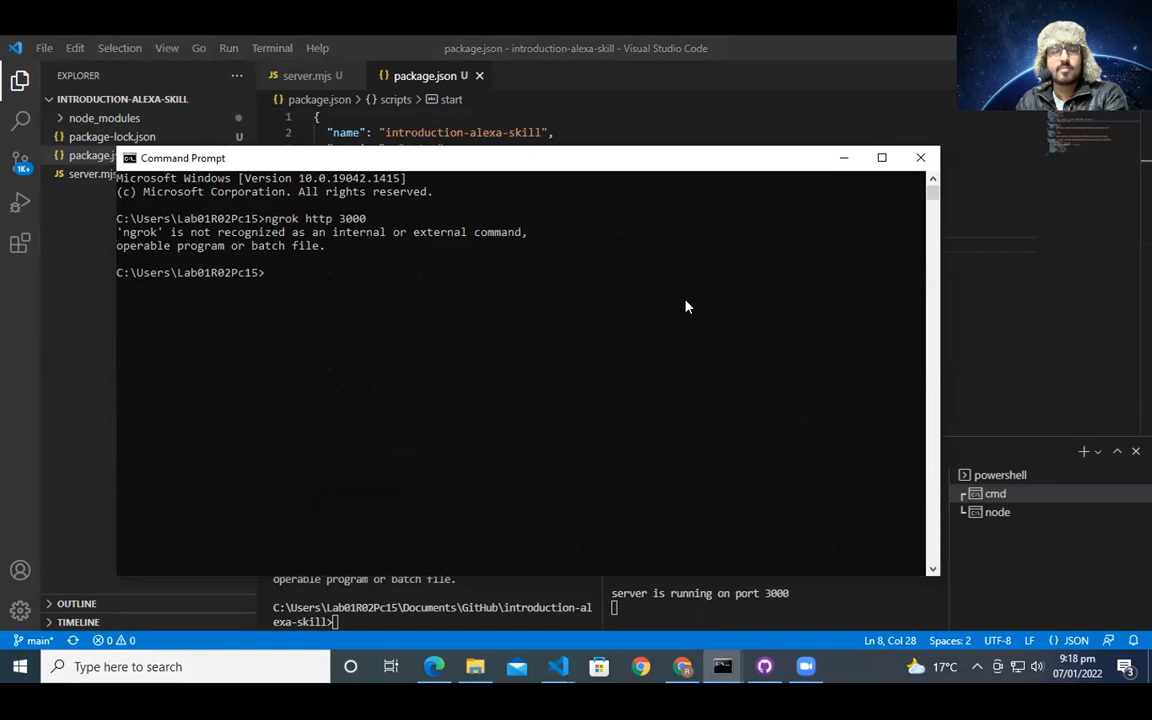 File Edit Selection View Go Run Terminal Help
package.json - introduction-alexa-skill - Visual Studio Code
EXPLORER
server.mjs U
package.json U
INTRODUCTION-ALEXA-SKILL
package.json > {} scripts > start
node_modules
package-lock.json U
package.j
server.mjs
1K+
1 {
2 "name": "introduction-alexa-skill",
Command Prompt
Microsoft Windows [Version 10.0.19042.1415]
(c) Microsoft Corporation. All rights reserved.
C:\Users\Lab01R02Pc15>ngrok http 3000
'ngrok' is not recognized as an internal or external command,
operable program or batch file.
C:\Users\Lab01R02Pc15>
powershell
cmd
node
operable program or batch file.
C:\Users\Lab01R02Pc15\Documents\GitHub\introduction-al
exa-skill>
server is running on port 3000
OUTLINE
TIMELINE
main* 0 0
Ln 8, Col 28 Spaces: 2 UTF-8 LF {} JSON
Type here to search
17°C
9:18 pm
07/01/2022
3